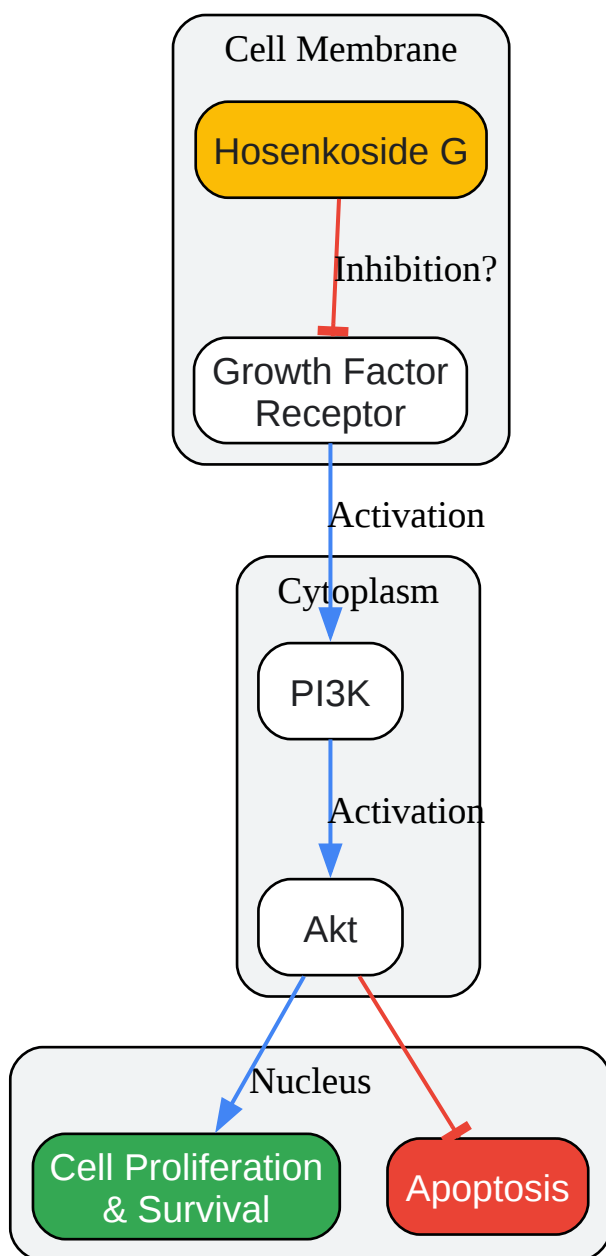 Cell Membrane
Hosenkoside G
Inhibition?
Growth Factor
Receptor
Activation
Cytoplasm
PI3K
Activation
Akt
Nucleus
Cell Proliferation
& Survival
Apoptosis